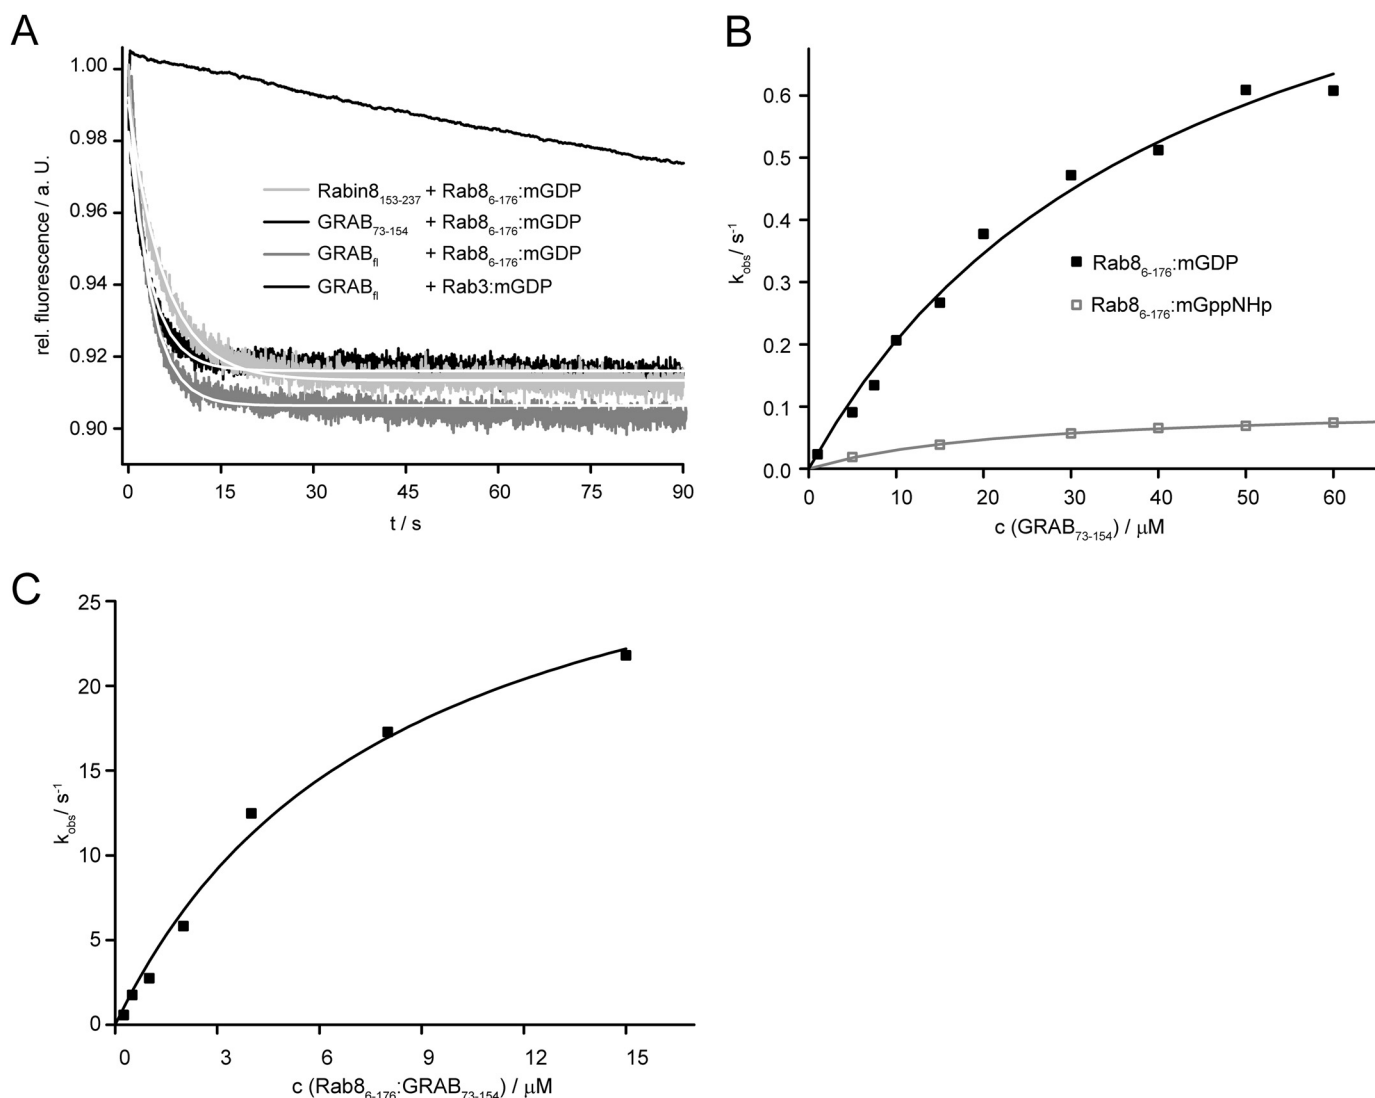 A
rel. fluorescence / a. U.
1.00
0.98
0.96
0.94
0.92
0.90
Rabin8153-237 + Rab86-176:mGDP
GRAB73-154 + Rab86-176:mGDP
GRABfl + Rab86-176:mGDP
GRABfl + Rab3:mGDP
0 15 30 45 60 75 90
t / s
B
kobs/ s-1
0.6
0.5
0.4
0.3
0.2
0.1
0.0
Rab86-176:mGDP
Rab86-176:mGppNHp
0 10 20 30 40 50 60
c (GRAB73-154) / μM
C
kobs/ s-1
25
20
15
10
5
0
0 3 6 9 12 15
c (Rab86-176:GRAB73-154) / μM